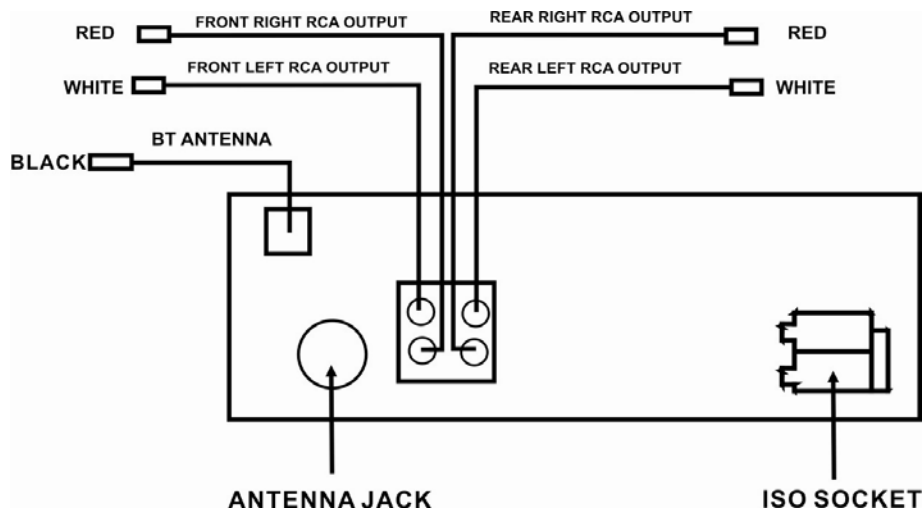 RED
FRONT RIGHT RCA OUTPUT
REAR RIGHT RCA OUTPUT
RED
WHITE
FRONT LEFT RCA OUTPUT
REAR LEFT RCA OUTPUT
WHITE
BT ANTENNA
BLACK
ANTENNA JACK
ISO SOCKET